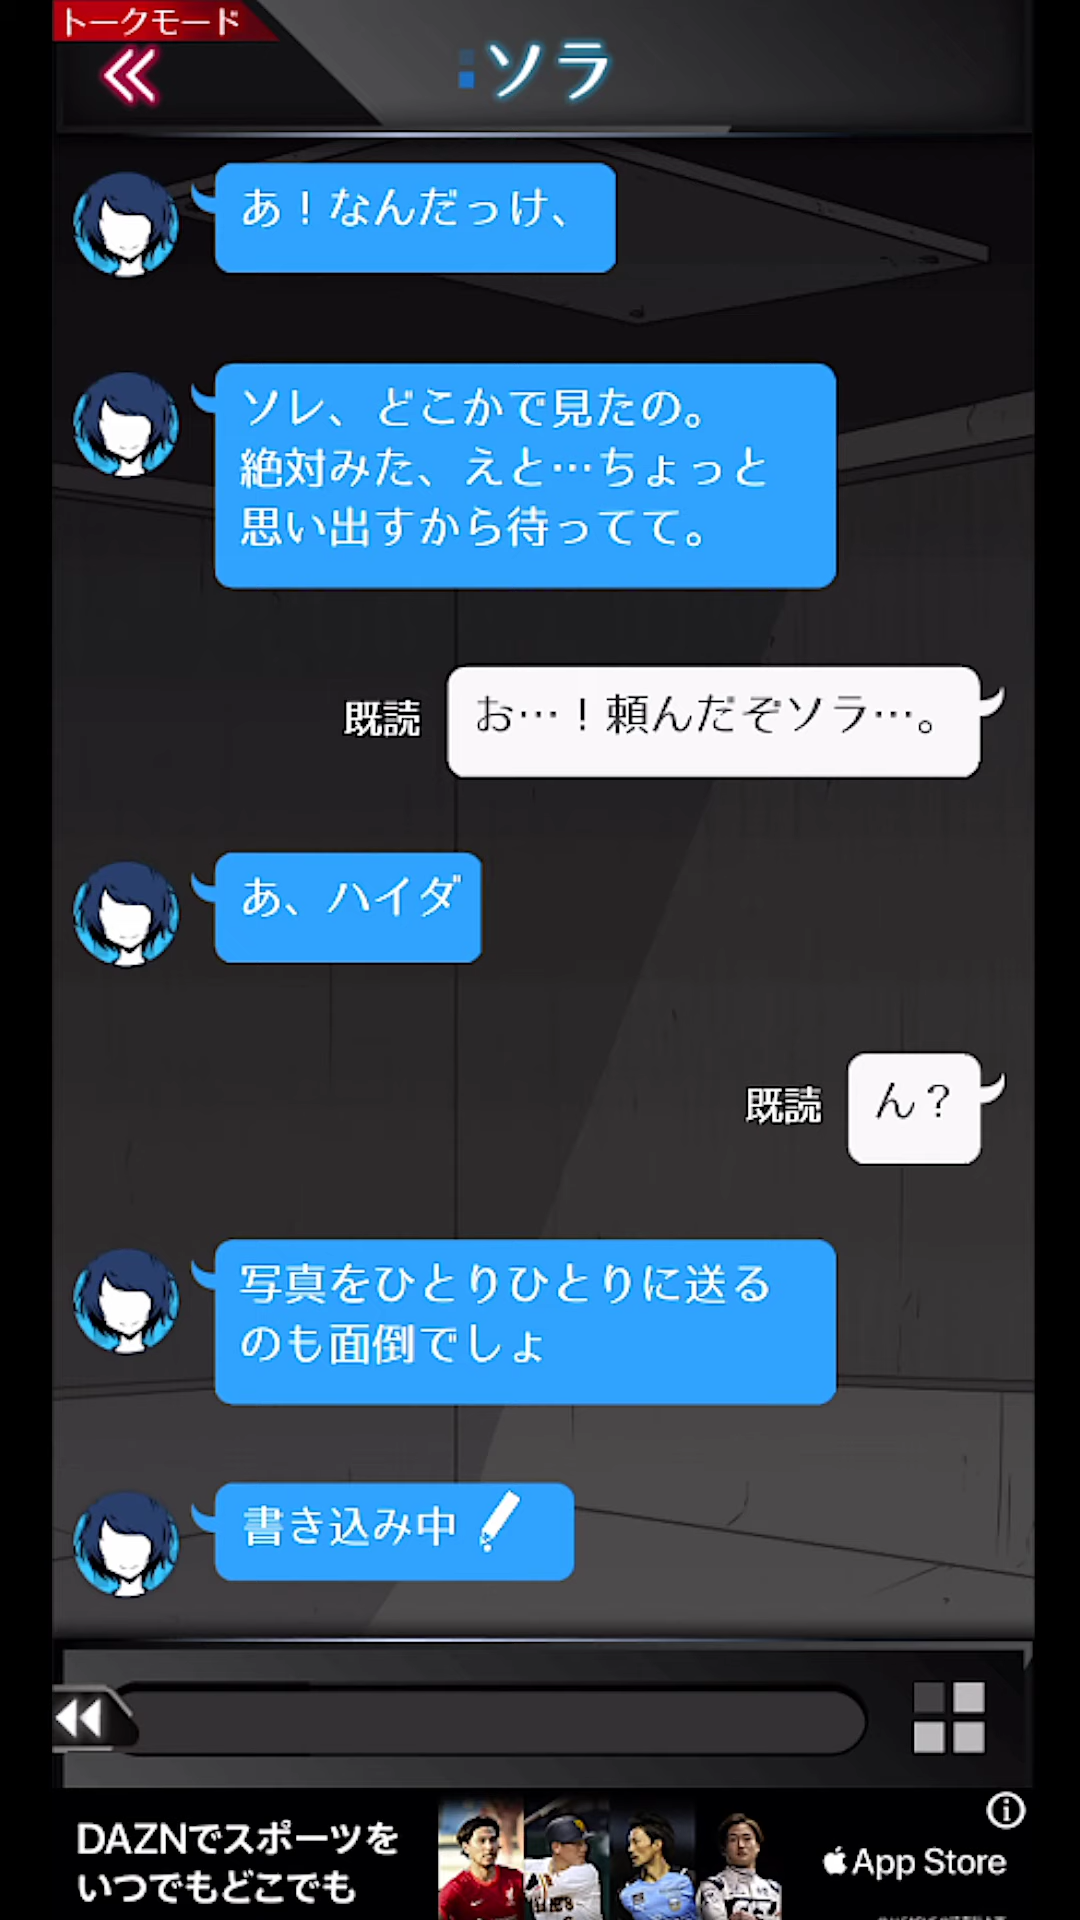 トークモード
ソラ
あ！なんだっけ、
ソレ、どこかで見たの。
絶対みた、えと…ちょっと
思い出すから待ってて。
既読
お…！頼んだぞソラ…。
あ、ハイダ
既読
ん？
写真をひとりひとりに送る
のも面倒でしょ
書き込み中
DAZNでスポーツを
いつでもどこでも
App Store